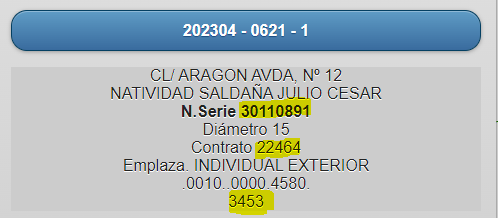 202304 - 0621 - 1
CL/ ARAGON AVDA, Nº 12
NATIVIDAD SALDAÑA JULIO CESAR
N.Serie 30110891
Diámetro 15
Contrato 22464
Emplaza. INDIVIDUAL EXTERIOR
.0010..0000.4580.
3453